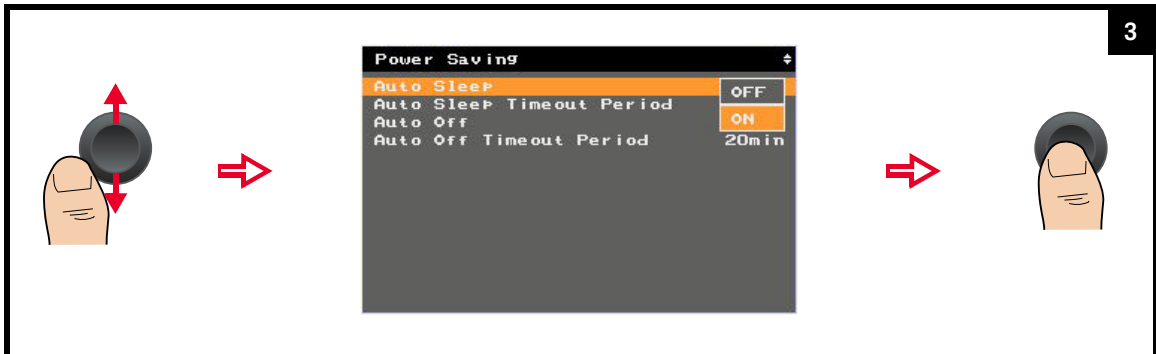 3
Power Saving
Auto Sleep OFF
Auto Sleep Timeout Period
Auto Off ON
Auto Off Timeout Period 20min